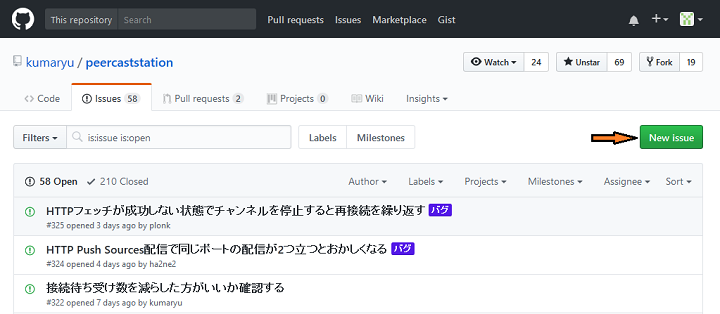 This repository Search Pull requests Issues Marketplace Gist
kumaryu / peercaststation Watch 24 Unstar 69 Fork 19
Code Issues 58 Pull requests 2 Projects 0 Wiki Insights
Filters is:issue is:open Labels Milestones New issue
58 Open 210 Closed Author Labels Projects Milestones Assignee Sort
HTTPフェッチが成功しない状態でチャンネルを停止すると再接続を繰り返す バグ
#325 opened 3 days ago by plonk
HTTP Push Sources配信で同じポートの配信が2つ立つとおかしくなる バグ
#324 opened 4 days ago by ha2ne2
接続待ち受け数を減らした方がいいか確認する
#322 opened 7 days ago by kumaryu